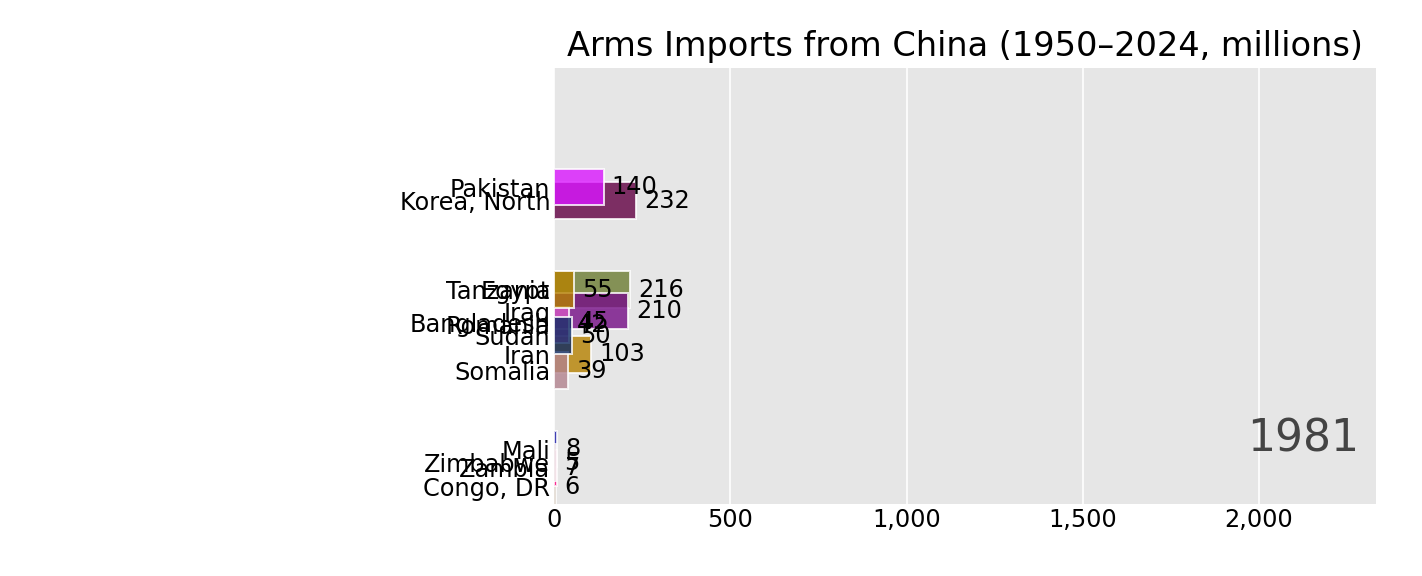 Arms Imports from China (1950–2024, millions)
Pakistan 140
Korea, North 232
Tanzania 55
Egypt 216
Iraq 210
Bangladesh 45
Romania 42
Sudan 50
Iran 103
Somalia 39
Mali 8
Zimbabwe 5
Zambia 7
Congo, DR 6
1981
0 500 1,000 1,500 2,000